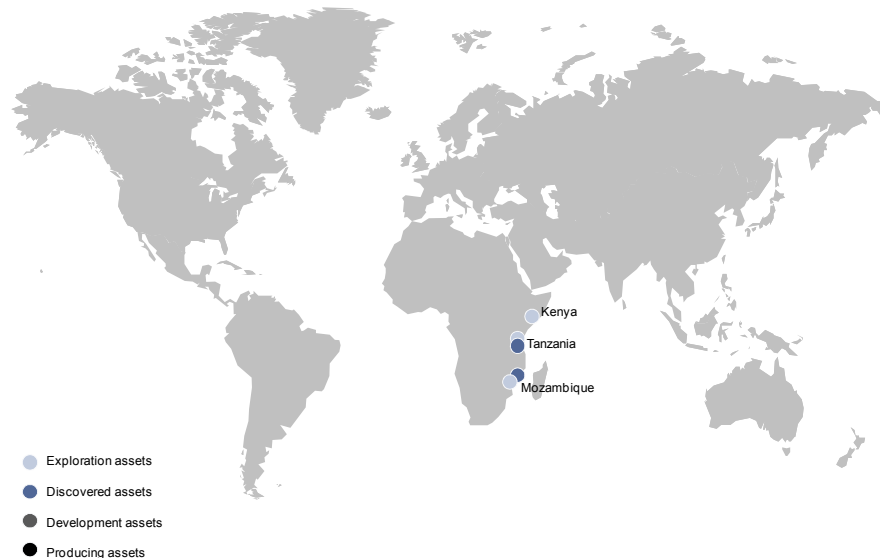 Kenya
Tanzania
Mozambique
Exploration assets
Discovered assets
Development assets
Producing assets